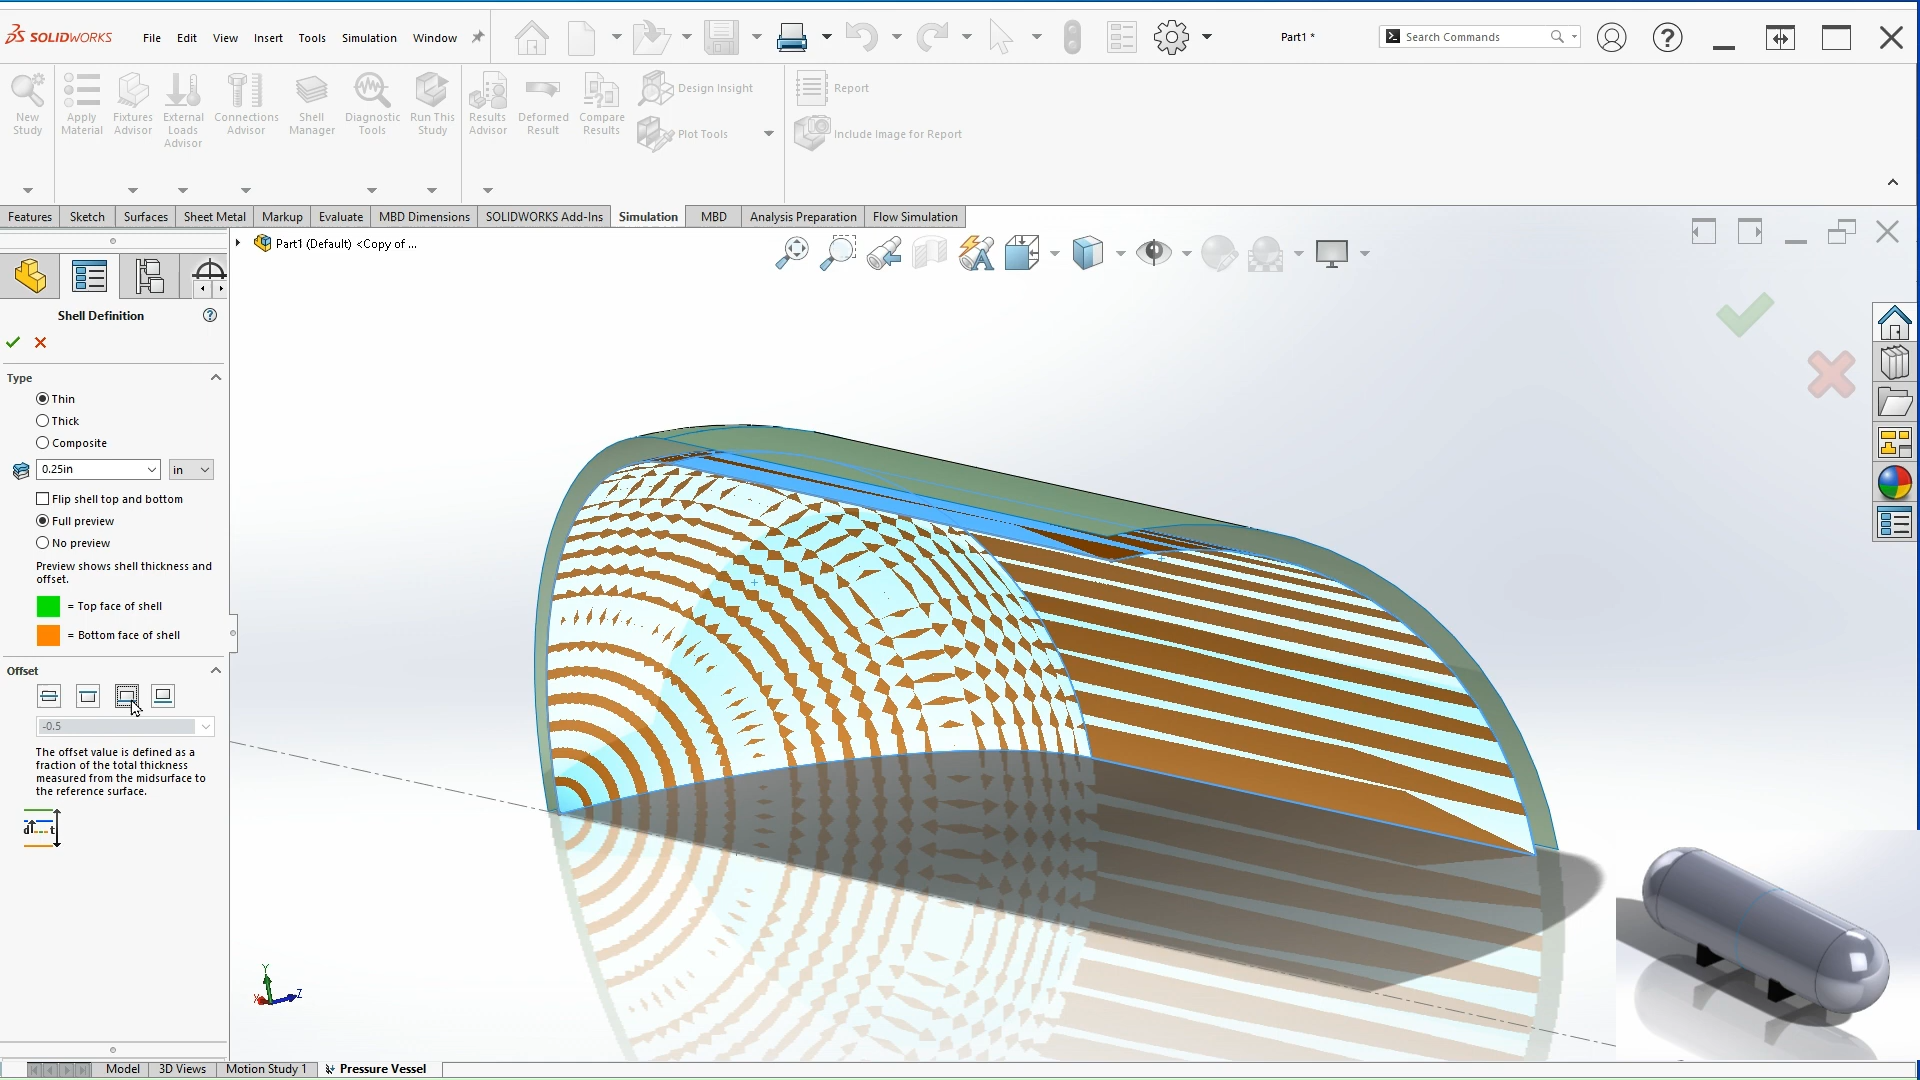 SOLIDWORKS File Edit View Insert Tools Simulation Window Part1 * Search Commands
New Study
Apply Material
Fixtures Advisor
External Loads Advisor
Connections Advisor
Shell Manager
Diagnostic Tools
Run This Study
Results Advisor
Deformed Result
Compare Results
Design Insight
Plot Tools
Report
Include Image for Report
Features Sketch Surfaces Sheet Metal Markup Evaluate MBD Dimensions SOLIDWORKS Add-Ins Simulation MBD Analysis Preparation Flow Simulation
Part1 (Default) <Copy of ...
Shell Definition
Type
Thin
Thick
Composite
0.25in in
Flip shell top and bottom
Full preview
No preview
Preview shows shell thickness and
offset.
= Top face of shell
= Bottom face of shell
Offset
-0.5
The offset value is defined as a
fraction of the total thickness
measured from the midsurface to
the reference surface.
d t
Y
X Z
Model 3D Views Motion Study 1 Pressure Vessel